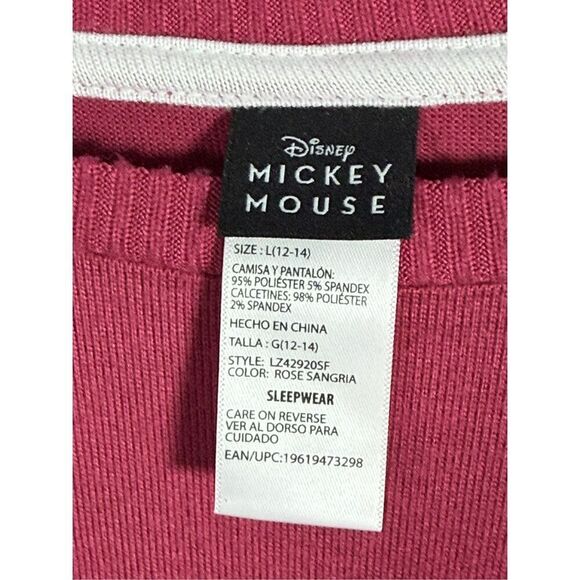 Disney
MICKEY
MOUSE
SIZE : L(12-14)
CAMISA Y PANTALÓN:
95% POLIÉSTER 5% SPANDEX
CALCETINES: 98% POLIÉSTER
2% SPANDEX
HECHO EN CHINA
TALLA : G(12-14)
STYLE: LZ42920SF
COLOR: ROSE SANGRIA
SLEEPWEAR
CARE ON REVERSE
VER AL DORSO PARA
CUIDADO
EAN/UPC:19619473298